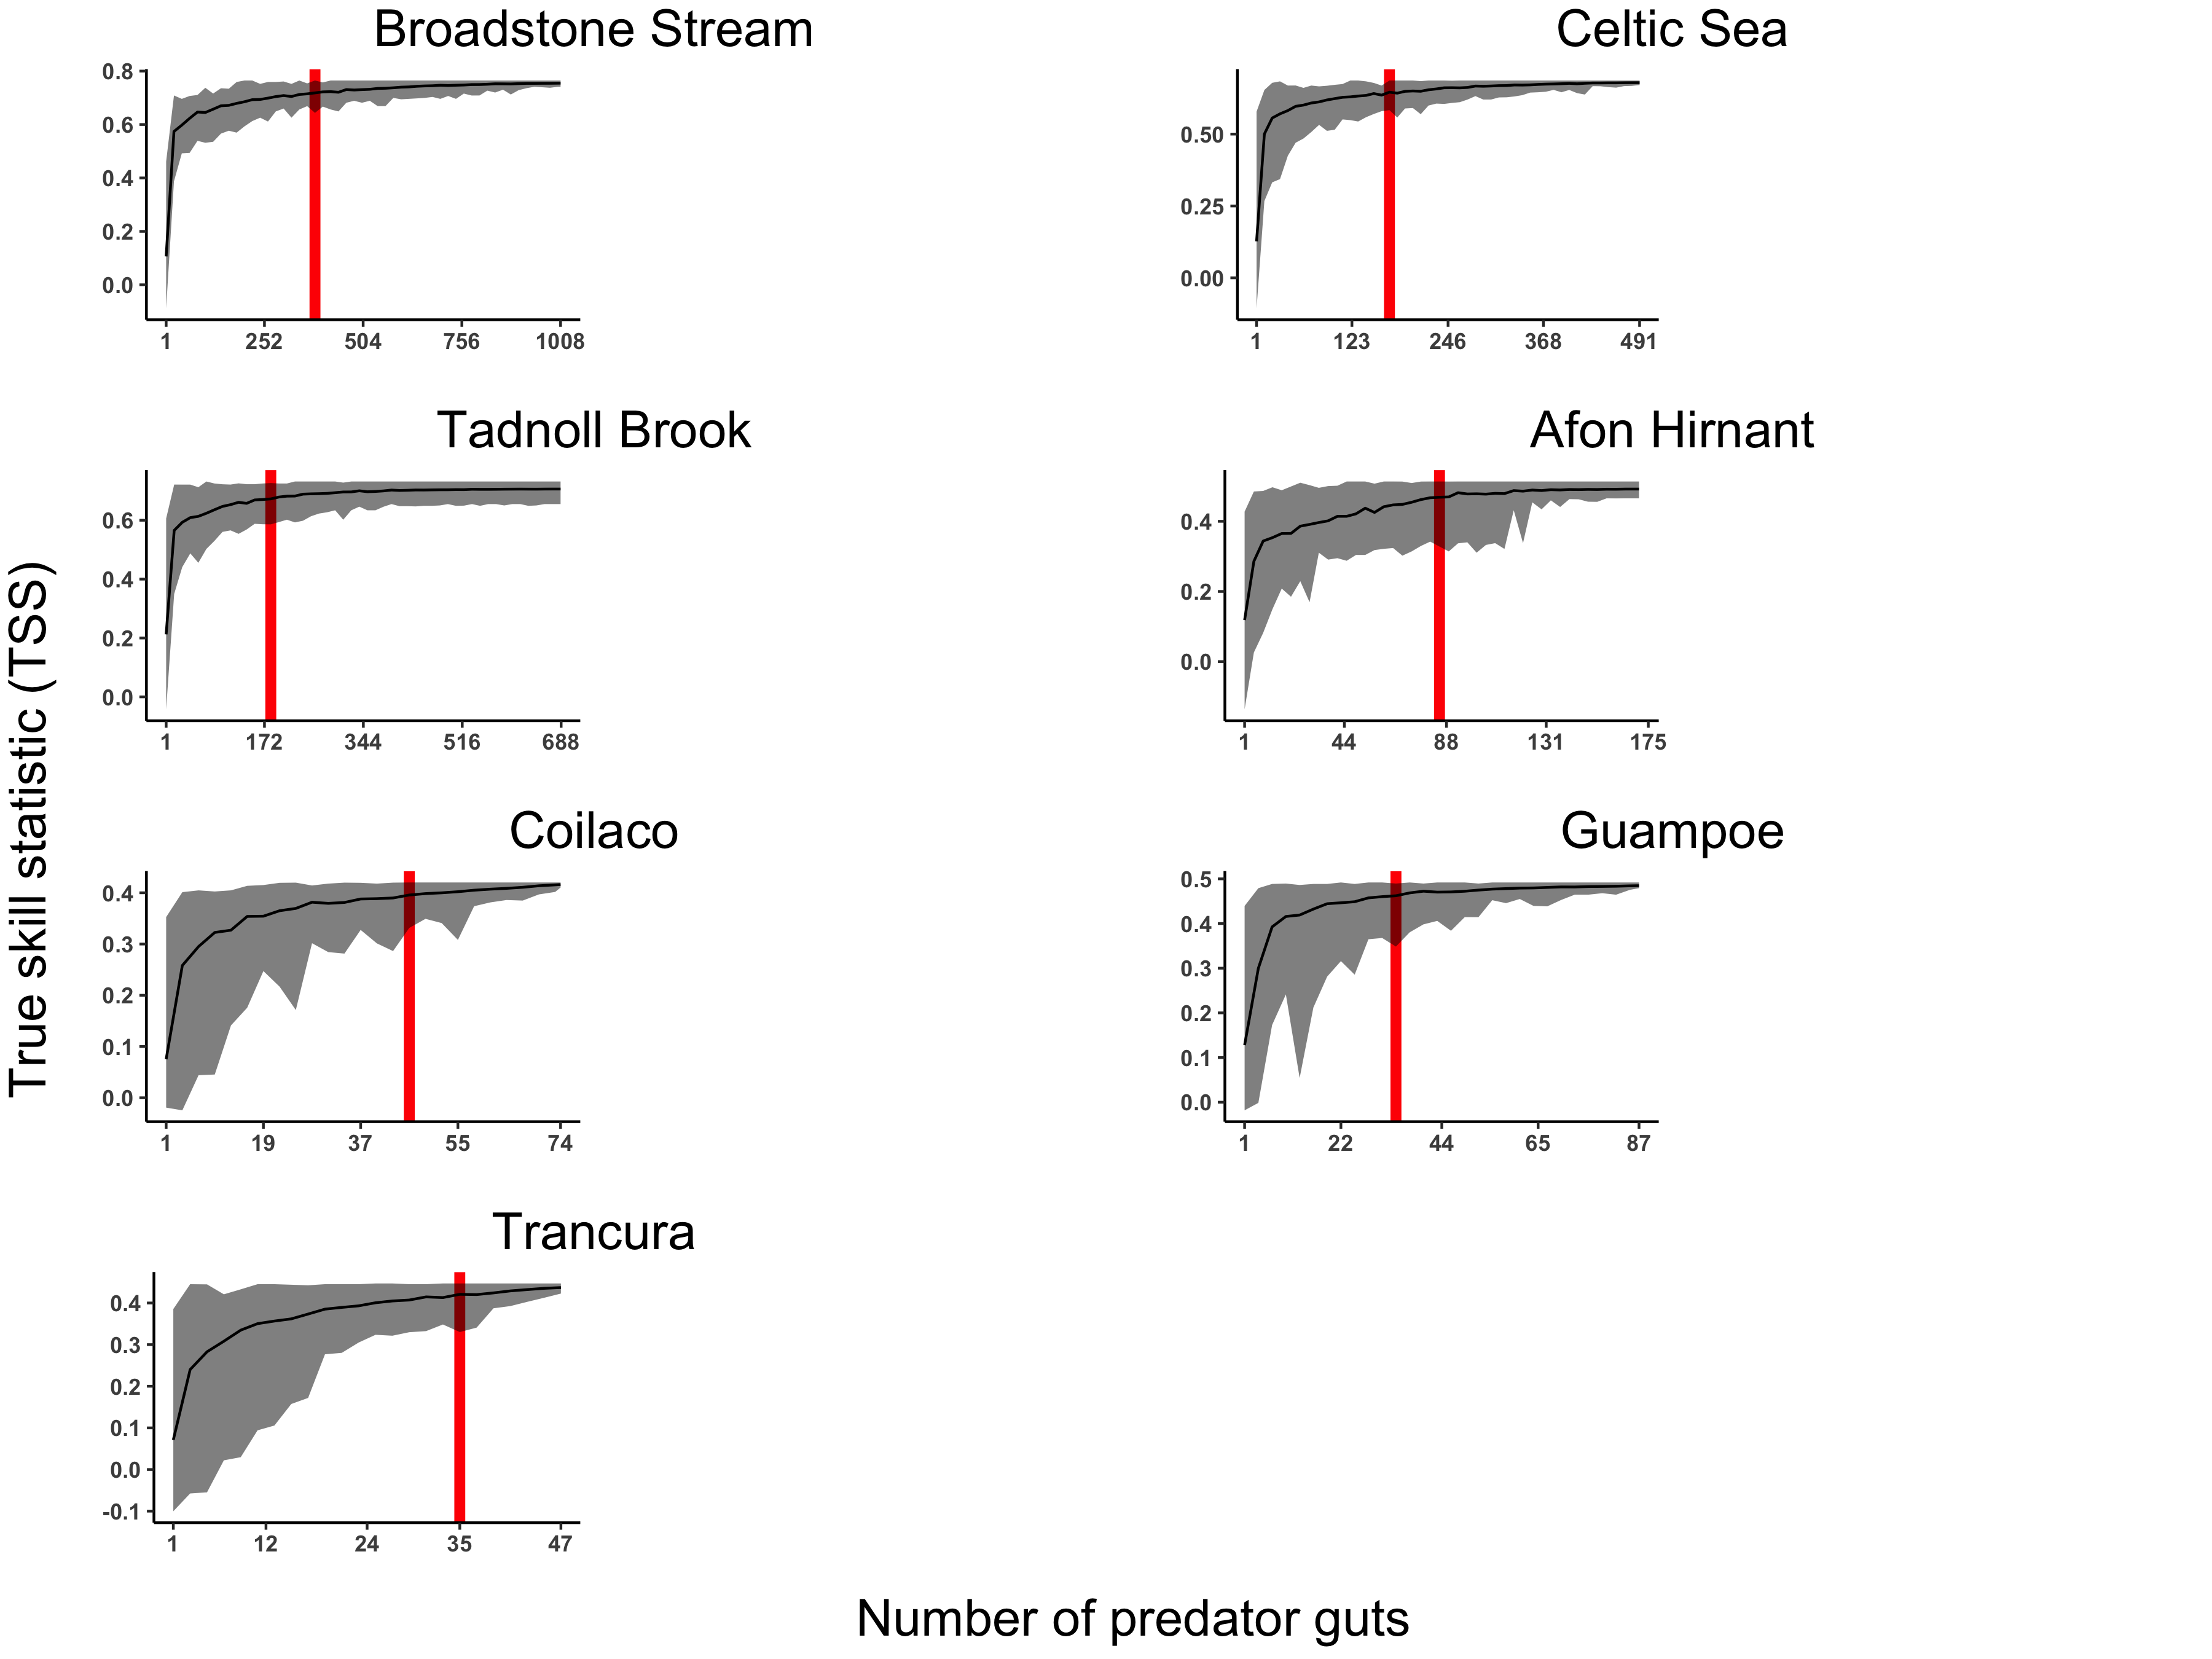 Broadstone Stream
0.8
0.6
0.4
0.2
0.0
1 252 504 756 1008
Celtic Sea
0.50
0.25
0.00
1 123 246 368 491
Tadnoll Brook
0.6
0.4
0.2
0.0
1 172 344 516 688
Afon Hirnant
0.4
0.2
0.0
1 44 88 131 175
Coilaco
0.4
0.3
0.2
0.1
0.0
1 19 37 55 74
Guampoe
0.5
0.4
0.3
0.2
0.1
0.0
1 22 44 65 87
Trancura
0.4
0.3
0.2
0.1
0.0
-0.1
1 12 24 35 47
True skill statistic (TSS)
Number of predator guts